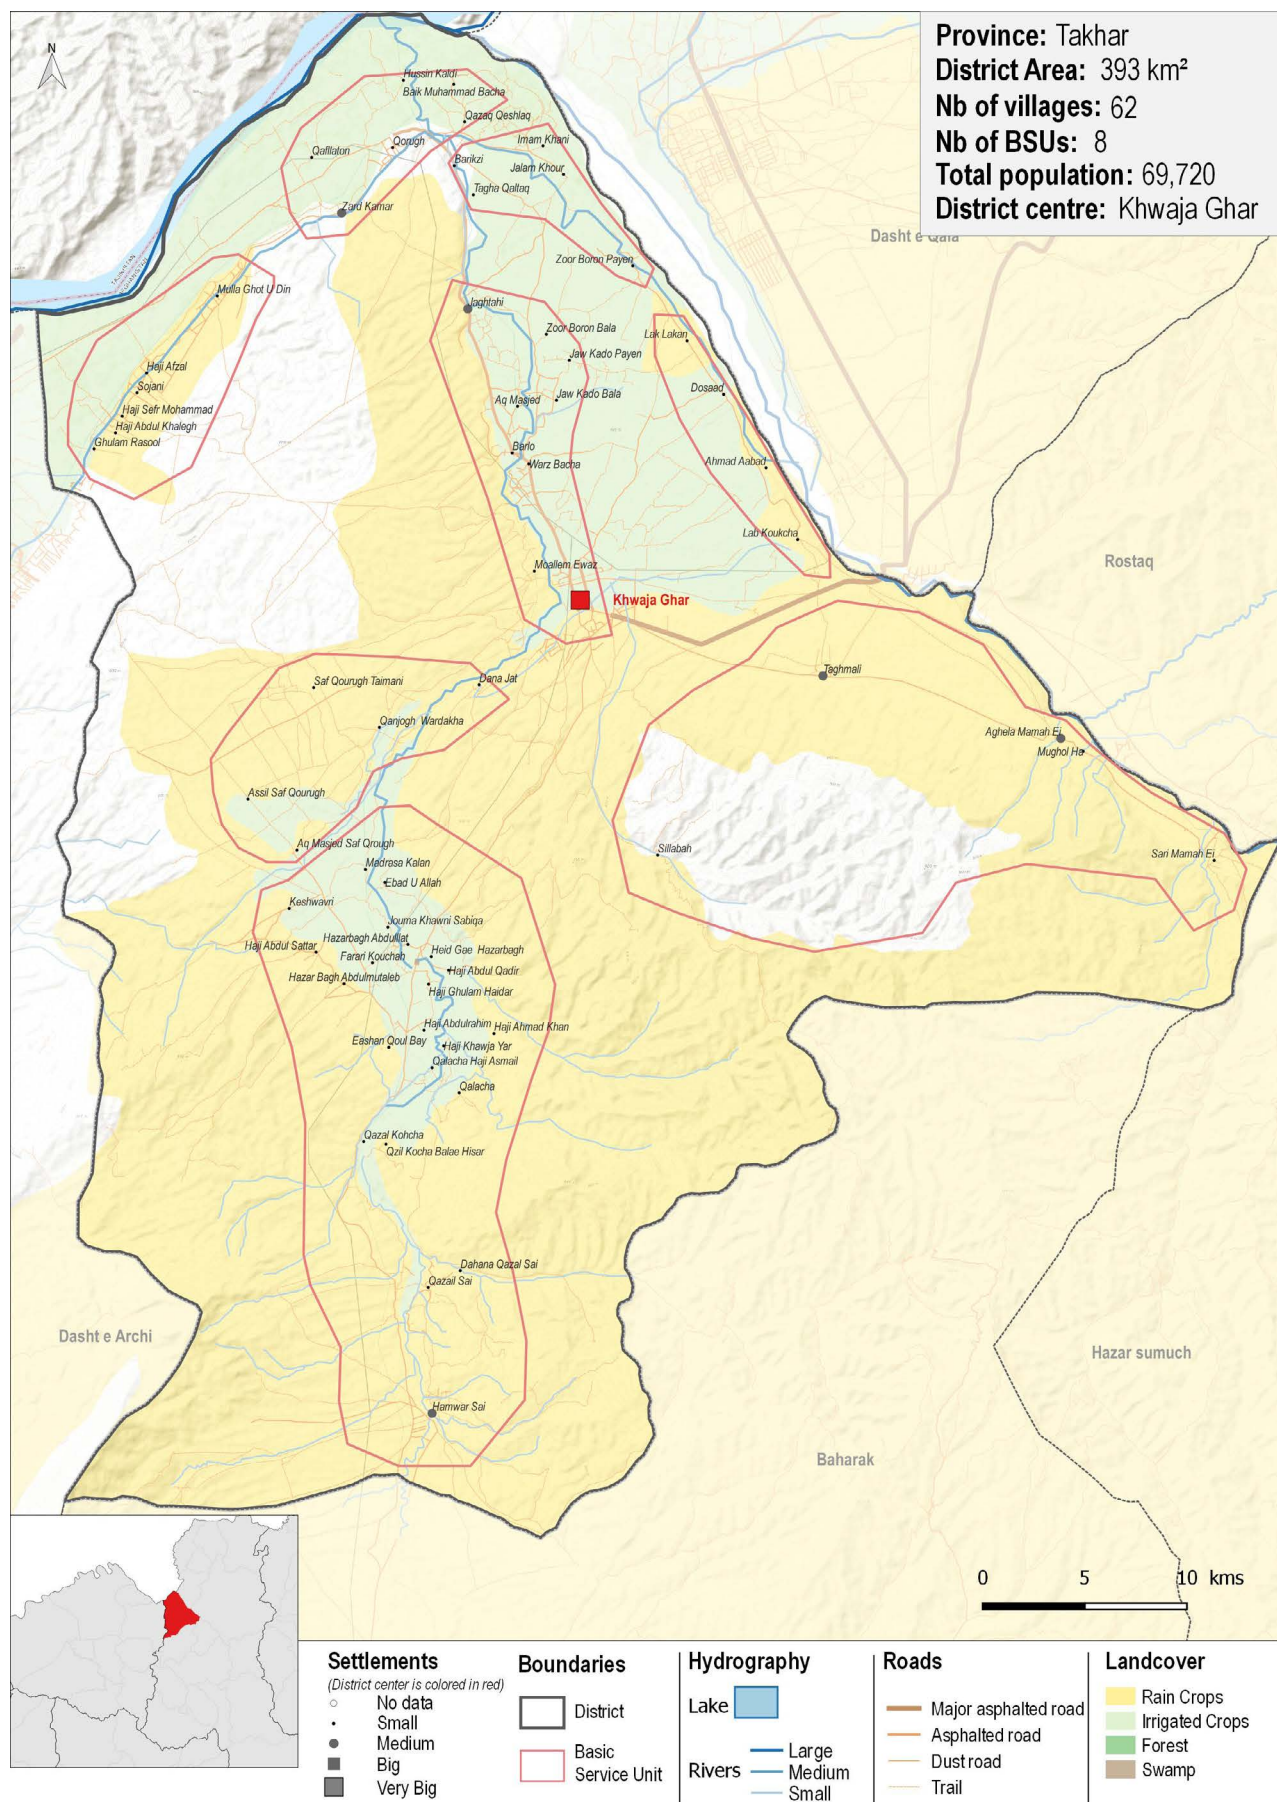 Province: Takhar
District Area: 393 km²
Nb of villages: 62
Nb of BSUs: 8
Total population: 69,720
District centre: Khwaja Ghar
N
Hussin Kaldi
Baik Muhammad Bacha
Qazaq Qeshlaq
Imam Khani
Qorugh
Qafllaton
Barikzi
Jalam Khour
Tagha Qaltaq
Zard Kamar
Dasht e Qala
Zoor Boron Payen
TAJIKISTAN
AFGHANISTAN
Mulla Ghot U Din
Jaghtahi
Zoor Boron Bala
Lak Lakan
Jaw Kado Payen
Haji Afzal
Sojani
Dosaad
Jaw Kado Bala
Aq Masjed
Haji Sefr Mohammad
Haji Abdul Khalegh
Ghulam Rasool
Bario
Warz Bacha
Ahmad Aabad
Lab Koukcha
Rostaq
Moallem Ewaz
Khwaja Ghar
Taghmali
Saf Qourugh Taimani
Dana Jat
Qanjogh Wardakha
Aghela Mamah Ei
Mughol Ha
Assil Saf Qourugh
Aq Masjed Saf Qrough
Sillabah
Sari Mamah Ei
Madrasa Kalan
Ebad U Allah
Keshwavri
Jouma Khawni Sabiqa
Hazarbagh Abdulllat
Haji Abdul Sattar
Heid Gae Hazarbagh
Farari Kouchah
Haji Abdul Qadir
Hazar Bagh Abdulmutaleb
Haji Ghulam Haidar
Haji Abdulrahim
Haji Ahmad Khan
Eashan Qoul Bay
Haji Khawja Yar
Qalacha Haji Asmail
Qalacha
Qazal Kohcha
Qzil Kocha Balae Hisar
Dahana Qazal Sai
Qazail Sai
Dasht e Archi
Hazar sumuch
Hamwar Sai
Baharak
0 5 10 kms
Settlements
(District center is colored in red)
No data
Small
Medium
Big
Very Big
Boundaries
District
Basic
Service Unit
Hydrography
Lake
Rivers
Large
Medium
Small
Roads
Major asphalted road
Asphalted road
Dust road
Trail
Landcover
Rain Crops
Irrigated Crops
Forest
Swamp